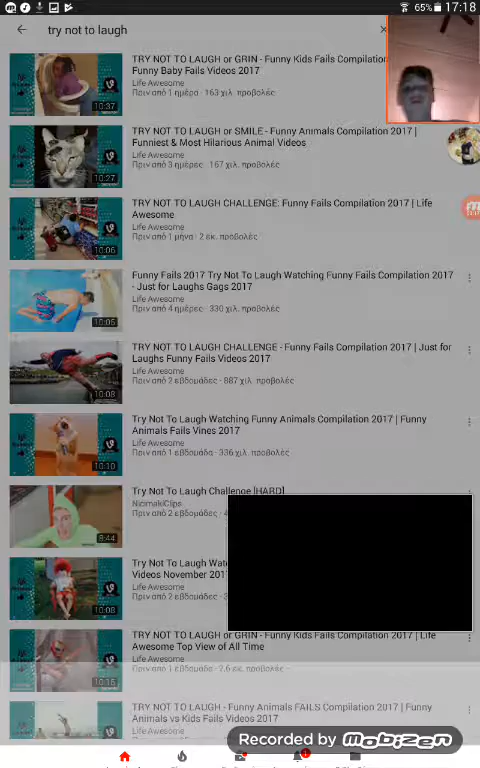 65% 17:18
try not to laugh
TRY NOT TO LAUGH or GRIN - Funny Kids Fails Compilation
Funny Baby Fails Videos 2017
Life Awesome
Πριν από 1 ημέρα · 163 χιλ. προβολές
10:37
TRY NOT TO LAUGH or SMILE - Funny Animals Compilation 2017 |
Funniest & Most Hilarious Animal Videos
Life Awesome
Πριν από 3 ημέρες · 167 χιλ. προβολές
10:27
TRY NOT TO LAUGH CHALLENGE: Funny Fails Compilation 2017 | Life
Awesome
Life Awesome
Πριν από 1 μήνα · 2 εκ. προβολές
10:06
Funny Fails 2017 Try Not To Laugh Watching Funny Fails Compilation 2017
- Just for Laughs Gags 2017
Life Awesome
Πριν από 4 ημέρες · 330 χιλ. προβολές
10:05
TRY NOT TO LAUGH CHALLENGE - Funny Fails Compilation 2017 | Just for
Laughs Funny Fails Videos 2017
Life Awesome
Πριν από 2 εβδομάδες · 887 χιλ. προβολές
10:08
Try Not To Laugh Watching Funny Animals Compilation 2017 | Funny
Animals Fails Vines 2017
Life Awesome
Πριν από 1 εβδομάδα · 336 χιλ. προβολές
10:10
Try Not To Laugh Challenge [HARD]
NicimakiClips
Πριν από 2 εβδομάδες · 4
8:44
Try Not To Laugh Wat
Videos November 201
Life Awesome
Πριν από 2 εβδομάδες · 3
10:08
TRY NOT TO LAUGH or GRIN - Funny Kids Fails Compilation 2017 | Life
Awesome Top View of All Time
Life Awesome
Πριν από 1 εβδομάδα · 2,6 εκ. προβολές
10:15
TRY NOT TO LAUGH - Funny Animals FAILS Compilation 2017 | Funny
Animals vs Kids Fails Videos 2017
Recorded by MOBIZEN